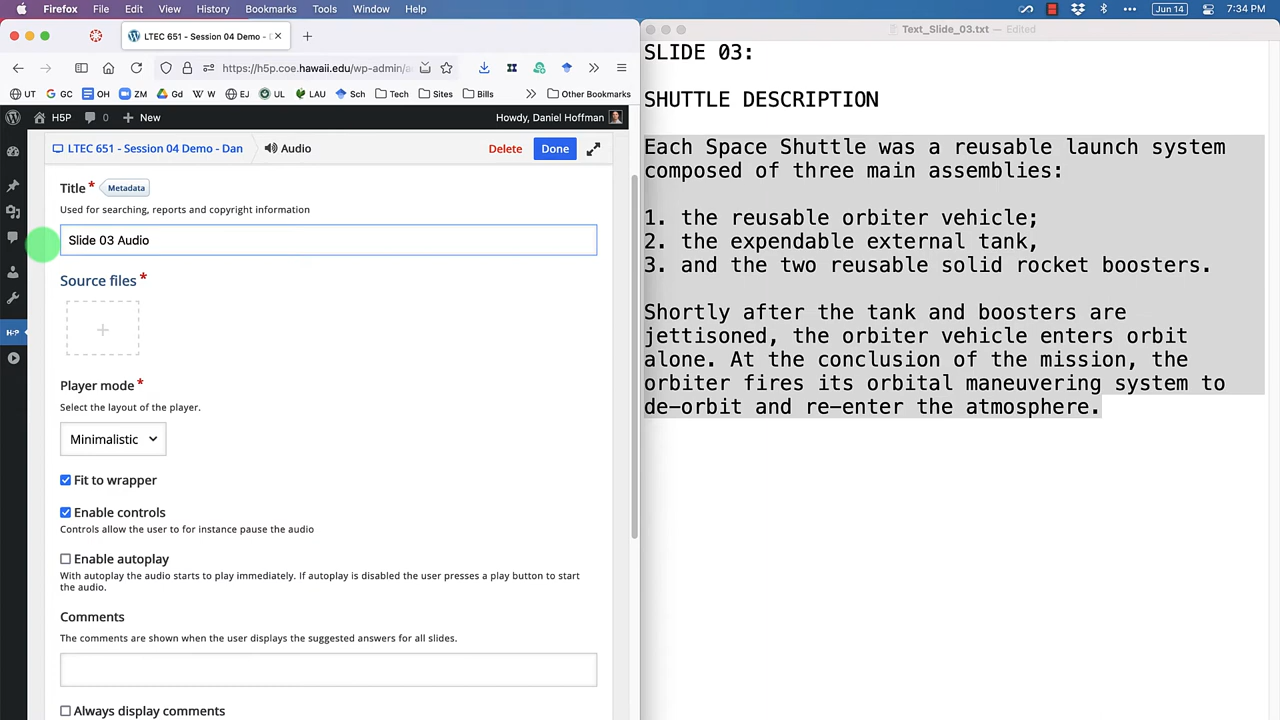 Firefox File Edit View History Bookmarks Tools Window Help Jun 14 7:34 PM
LTEC 651 - Session 04 Demo - 
https://h5p.coe.hawaii.edu/wp-admin/a
UT GC OH ZM Gd W EJ UL LAU Sch Tech Sites Bills Other Bookmarks
H5P 0 New Howdy, Daniel Hoffman
LTEC 651 - Session 04 Demo - Dan Audio Delete Done
Title* Metadata
Used for searching, reports and copyright information
Slide 03 Audio
Source files*
Player mode*
Select the layout of the player.
Minimalistic
Fit to wrapper
Enable controls
Controls allow the user to for instance pause the audio
Enable autoplay
With autoplay the audio starts to play immediately. If autoplay is disabled the user presses a play button to start
the audio.
Comments
The comments are shown when the user displays the suggested answers for all slides.
Always display comments
Text_Slide_03.txt — Edited
SLIDE 03:
SHUTTLE DESCRIPTION
Each Space Shuttle was a reusable launch system
composed of three main assemblies:
1. the reusable orbiter vehicle;
2. the expendable external tank,
3. and the two reusable solid rocket boosters.
Shortly after the tank and boosters are
jettisoned, the orbiter vehicle enters orbit
alone. At the conclusion of the mission, the
orbiter fires its orbital maneuvering system to
de-orbit and re-enter the atmosphere.